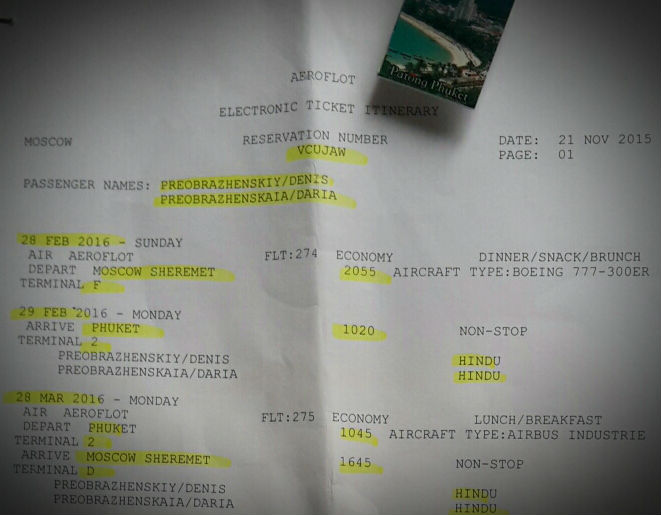 Patong Phuket
AEROFLOT
ELECTRONIC TICKET ITINERARY
MOSCOW RESERVATION NUMBER DATE: 21 NOV 2015
VCUJAW PAGE: 01
PASSENGER NAMES: PREOBRAZHENSKIY/DENIS
PREOBRAZHENSKAIA/DARIA
28 FEB 2016 - SUNDAY
AIR AEROFLOT FLT:274 ECONOMY DINNER/SNACK/BRUNCH
DEPART MOSCOW SHEREMET 2055 AIRCRAFT TYPE:BOEING 777-300ER
TERMINAL F
29 FEB 2016 - MONDAY
ARRIVE PHUKET 1020 NON-STOP
TERMINAL 2
PREOBRAZHENSKIY/DENIS HINDU
PREOBRAZHENSKAIA/DARIA HINDU
28 MAR 2016 - MONDAY
AIR AEROFLOT FLT:275 ECONOMY LUNCH/BREAKFAST
DEPART PHUKET 1045 AIRCRAFT TYPE:AIRBUS INDUSTRIE
TERMINAL 2
ARRIVE MOSCOW SHEREMET 1645 NON-STOP
TERMINAL D
PREOBRAZHENSKIY/DENIS HINDU
PREOBRAZHENSKAIA/DARIA HINDU